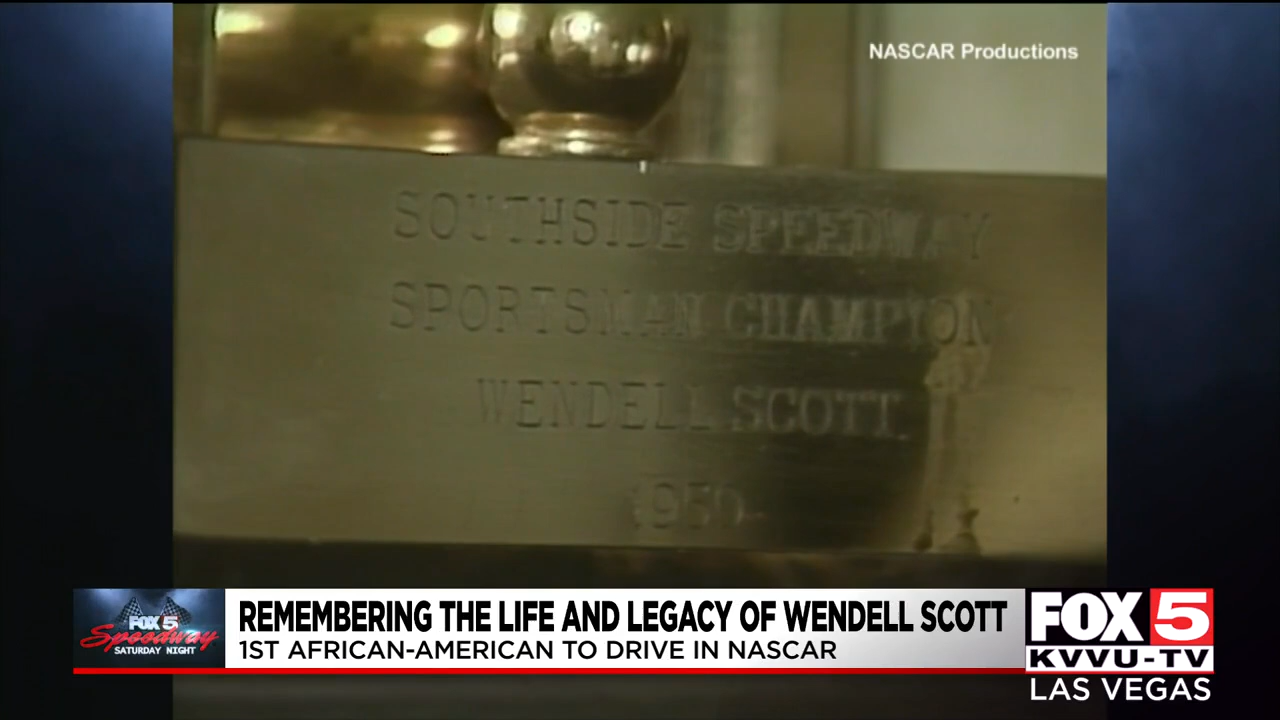 NASCAR Productions
SOUTHSIDE SPEEDWAY
SPORTSMAN CHAMPION
WENDELL SCOTT
FOX 5
Speedway
SATURDAY NIGHT
REMEMBERING THE LIFE AND LEGACY OF WENDELL SCOTT
1ST AFRICAN-AMERICAN TO DRIVE IN NASCAR
FOX 5
KVVU-TV
LAS VEGAS